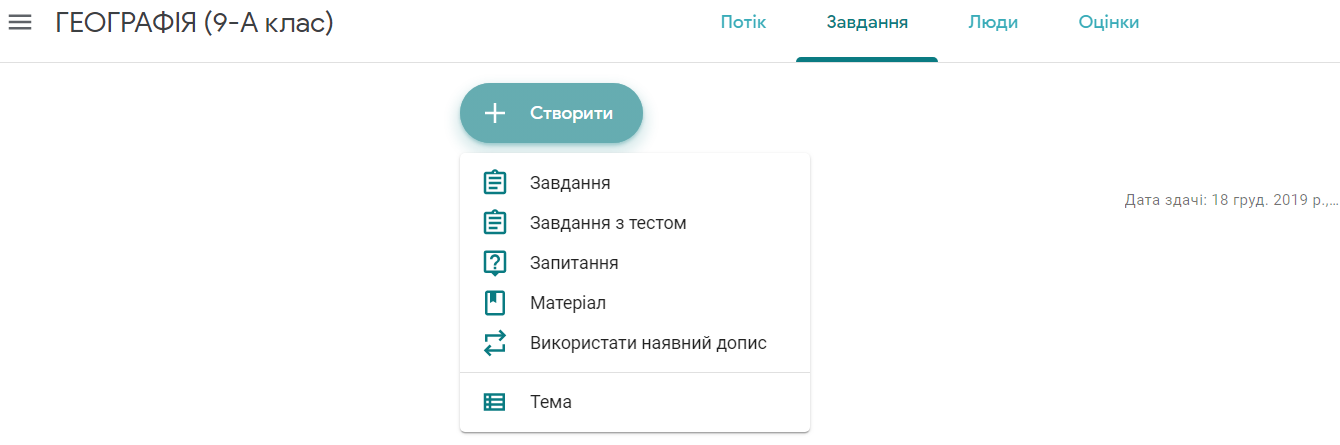 ГЕОГРАФІЯ (9-А клас)
Потік
Завдання
Люди
Оцінки
Створити
Завдання
Завдання з тестом
Запитання
Матеріал
Використати наявний допис
Тема
Дата здачі: 18 груд. 2019 р.,…